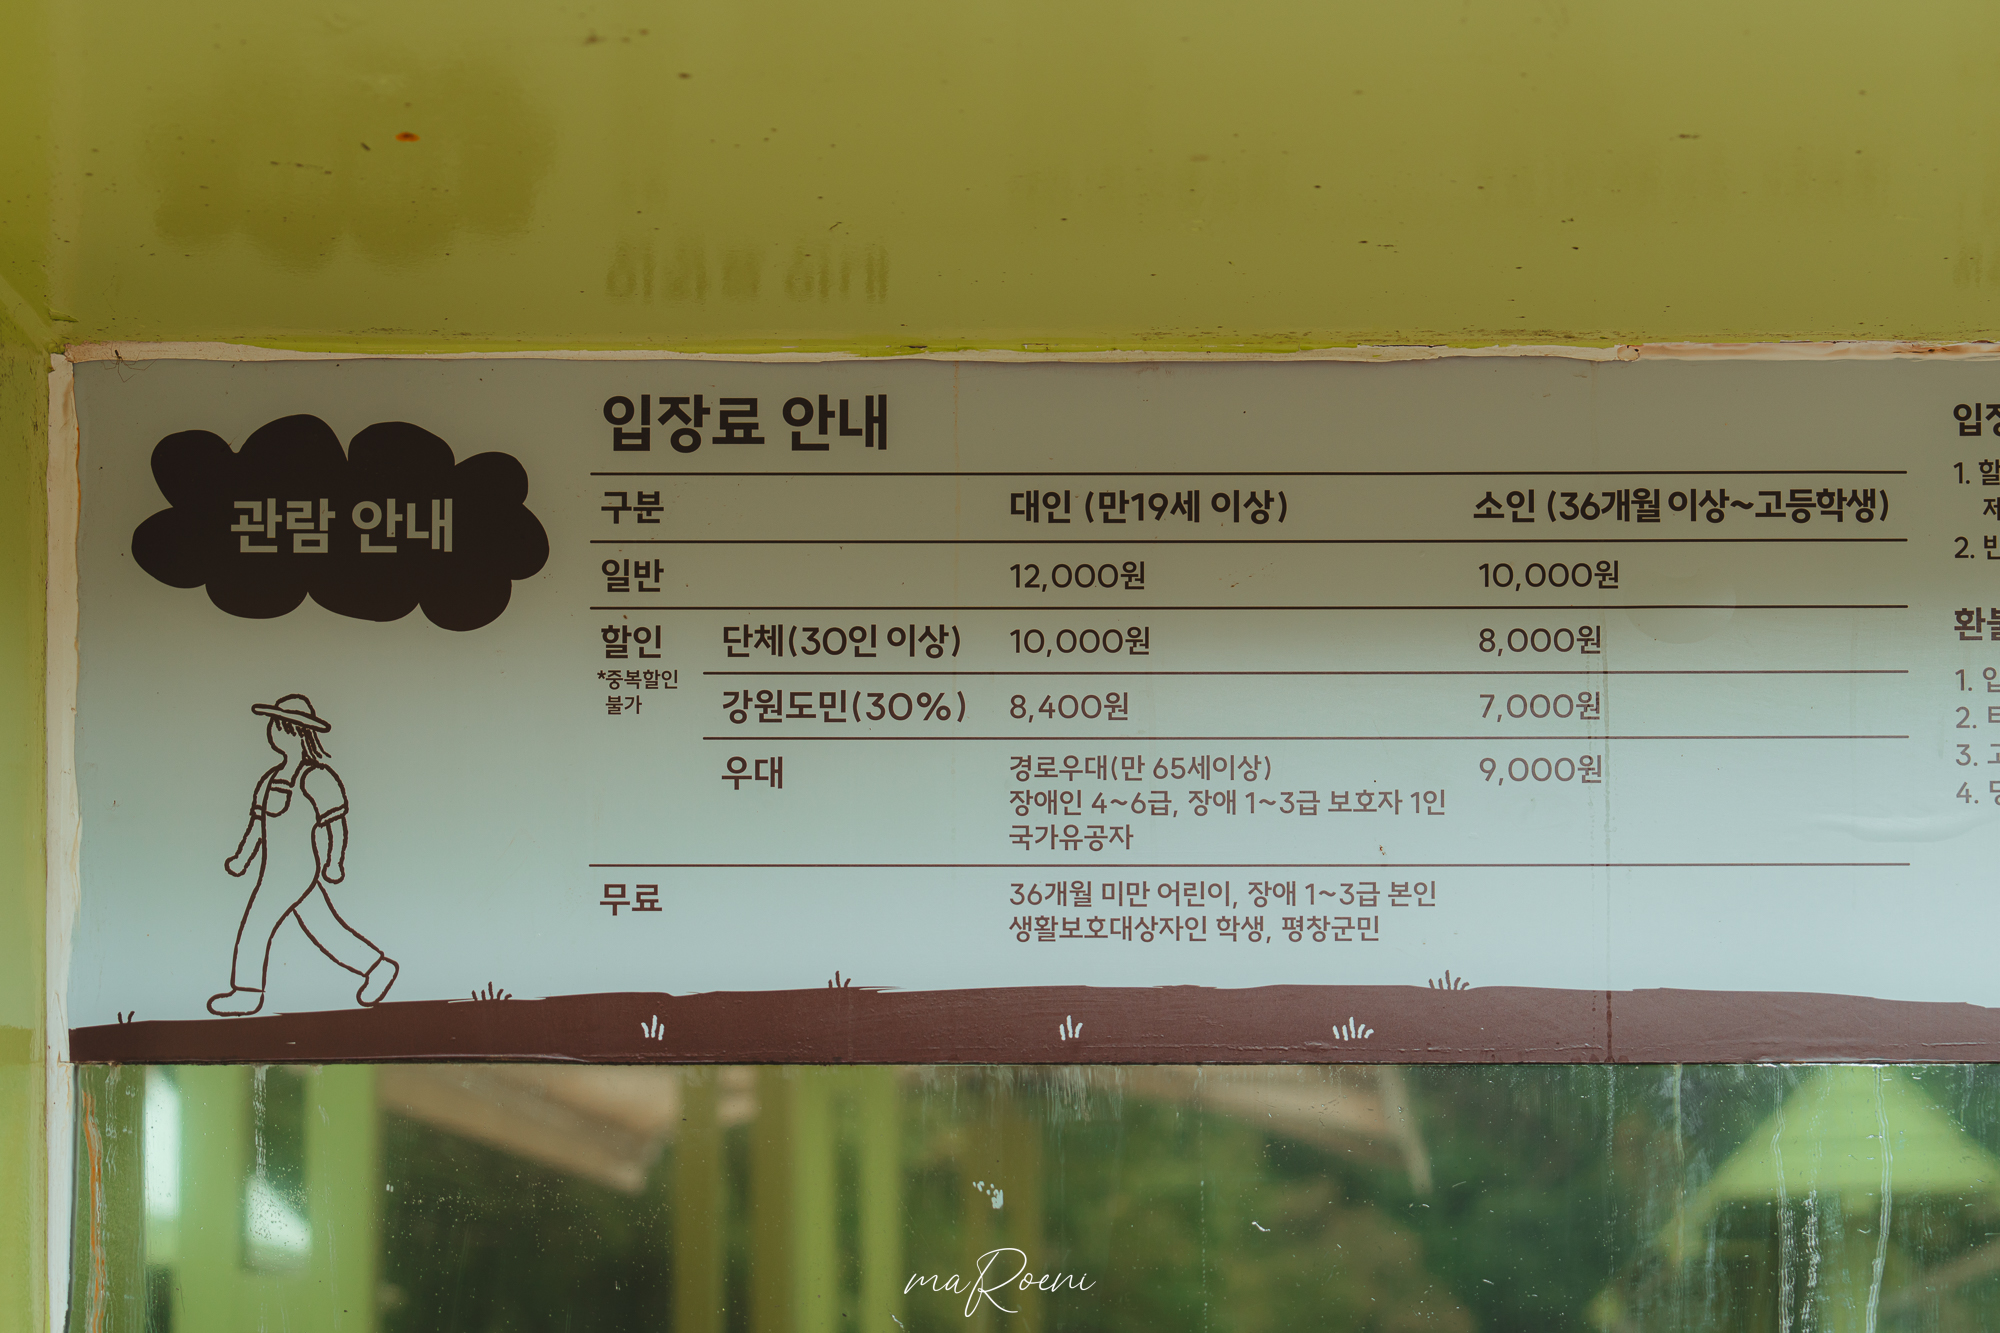 관람 안내
입장료 안내
구분 대인 (만19세 이상) 소인 (36개월 이상~고등학생)
일반 12,000원 10,000원
할인 단체(30인 이상) 10,000원 8,000원
*중복할인
불가
강원도민(30%) 8,400원 7,000원
우대 경로우대(만 65세이상) 9,000원
장애인 4~6급, 장애 1~3급 보호자 1인
국가유공자
무료 36개월 미만 어린이, 장애 1~3급 본인
생활보호대상자인 학생, 평창군민
1.
2.
1.
2.
3.
4.
maRoeni